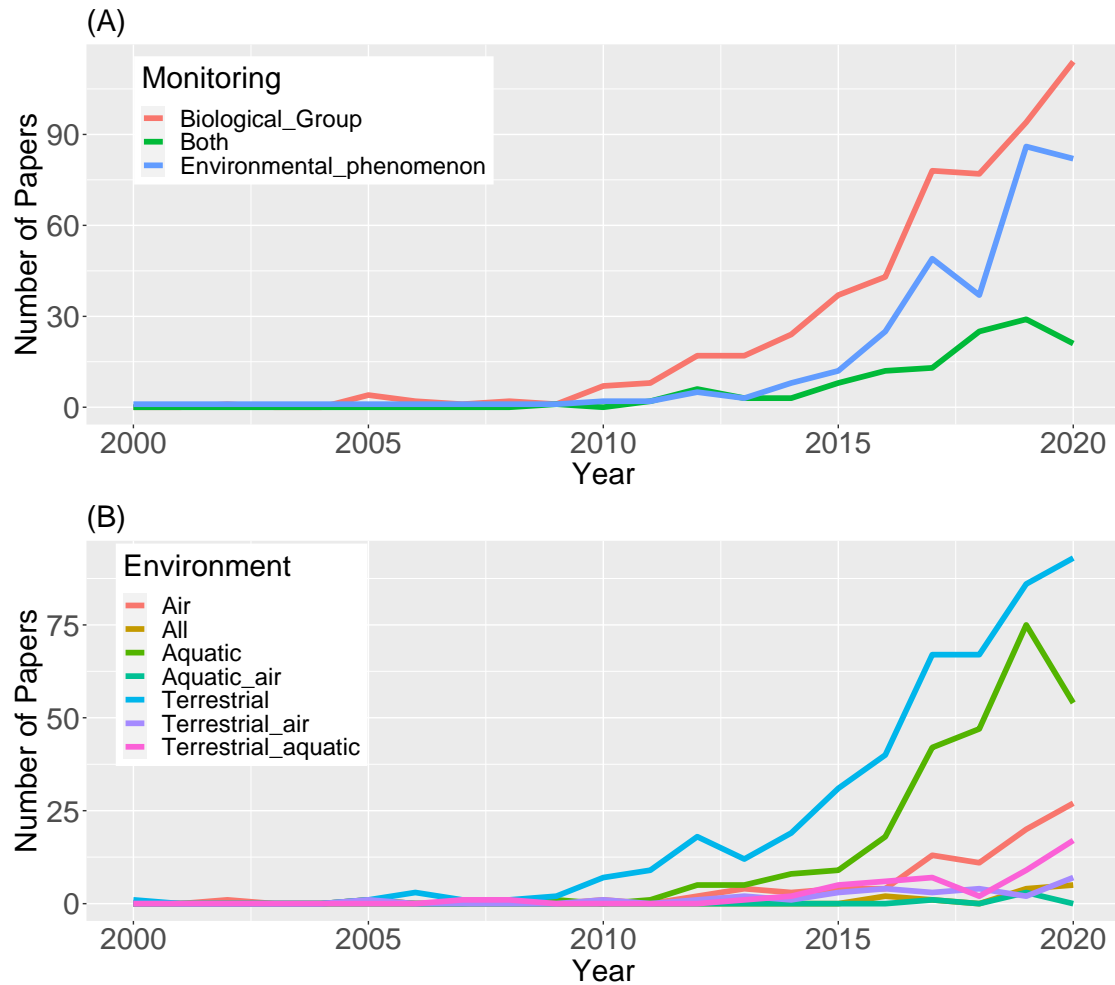 (A)
Number of Papers
90
60
30
0
Monitoring
Biological_Group
Both
Environmental_phenomenon
2000 2005 2010 2015 2020
Year
(B)
Number of Papers
75
50
25
0
Environment
Air
All
Aquatic
Aquatic_air
Terrestrial
Terrestrial_air
Terrestrial_aquatic
2000 2005 2010 2015 2020
Year